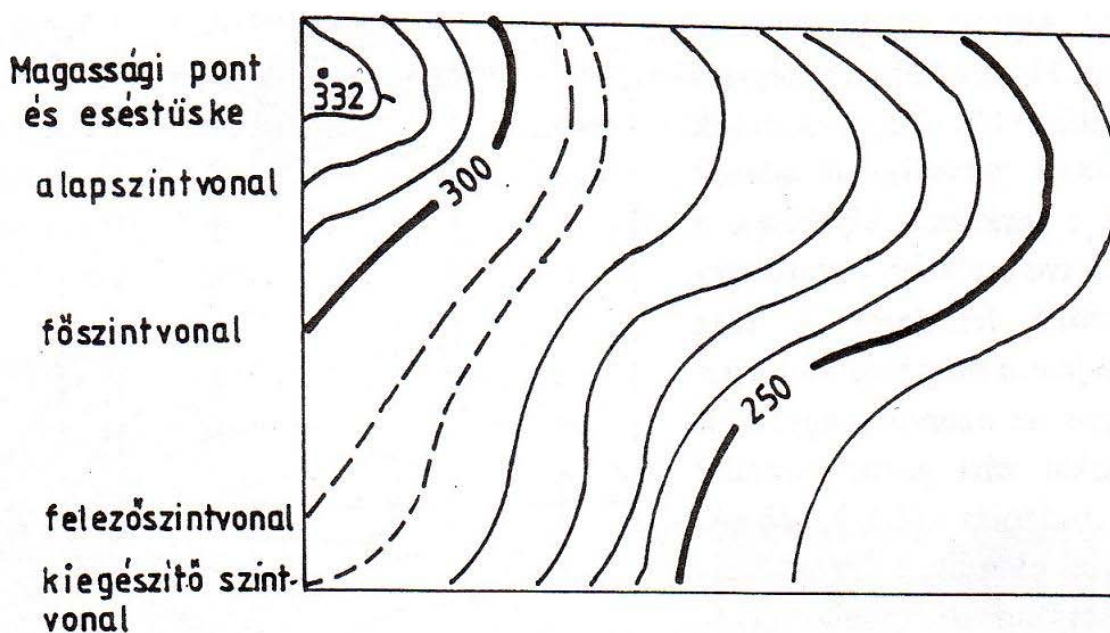 Magassági pont
és eséstüske
332
alapszintvonal
300
főszintvonal
250
felezőszintvonal
kiegészítő szint-
vonal